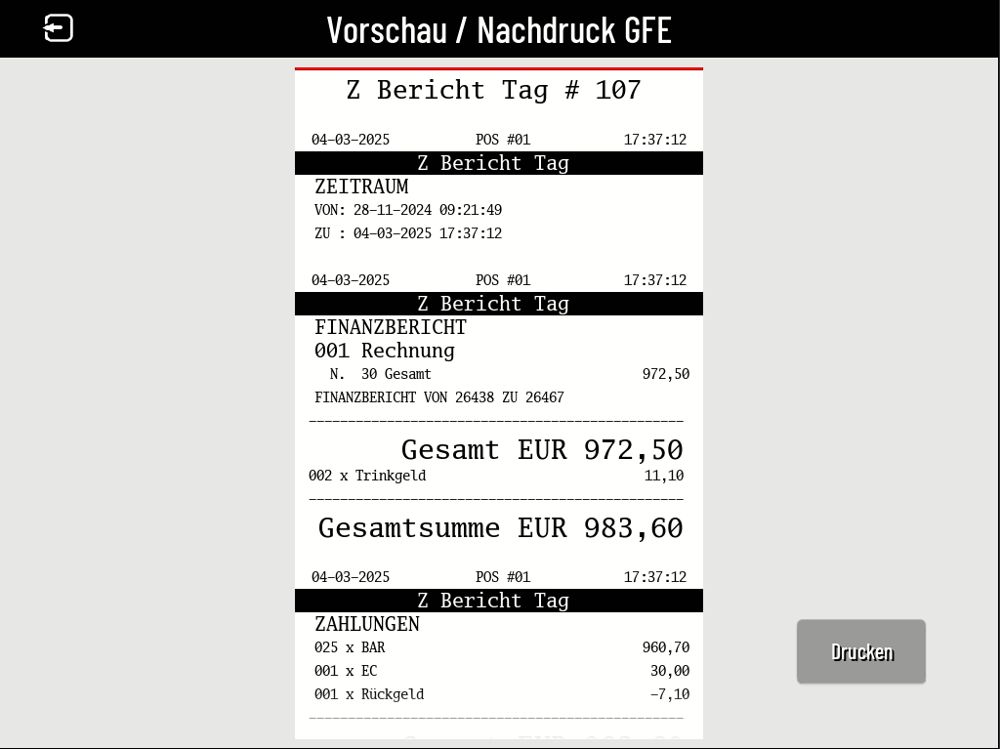 Vorschau / Nachdruck GFE
Z Bericht Tag # 107
04-03-2025 POS #01 17:37:12
Z Bericht Tag
ZEITRAUM
VON: 28-11-2024 09:21:49
ZU : 04-03-2025 17:37:12
04-03-2025 POS #01 17:37:12
Z Bericht Tag
FINANZBERICHT
001 Rechnung
N. 30 Gesamt 972,50
FINANZBERICHT VON 26438 ZU 26467
Gesamt EUR 972,50
002 x Trinkgeld 11,10
Gesamtsumme EUR 983,60
04-03-2025 POS #01 17:37:12
Z Bericht Tag
ZAHLUNGEN
025 x BAR 960,70
001 x EC 30,00
001 x Rückgeld -7,10
Drucken